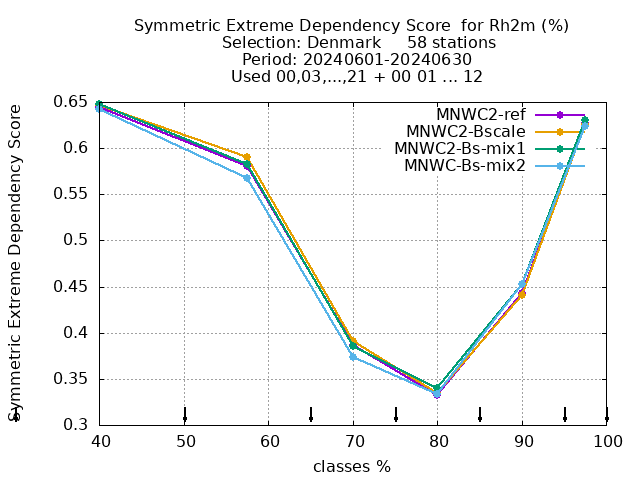 Symmetric Extreme Dependency Score  for Rh2m (%)
Selection: Denmark     58 stations
Period: 20240601-20240630
Used 00,03,...,21 + 00 01 ... 12
Symmetric Extreme Dependency Score
0.65
0.6
0.55
0.5
0.45
0.4
0.35
0.3
MNWC2-ref
MNWC2-Bscale
MNWC2-Bs-mix1
MNWC-Bs-mix2
40 50 60 70 80 90 100
classes %